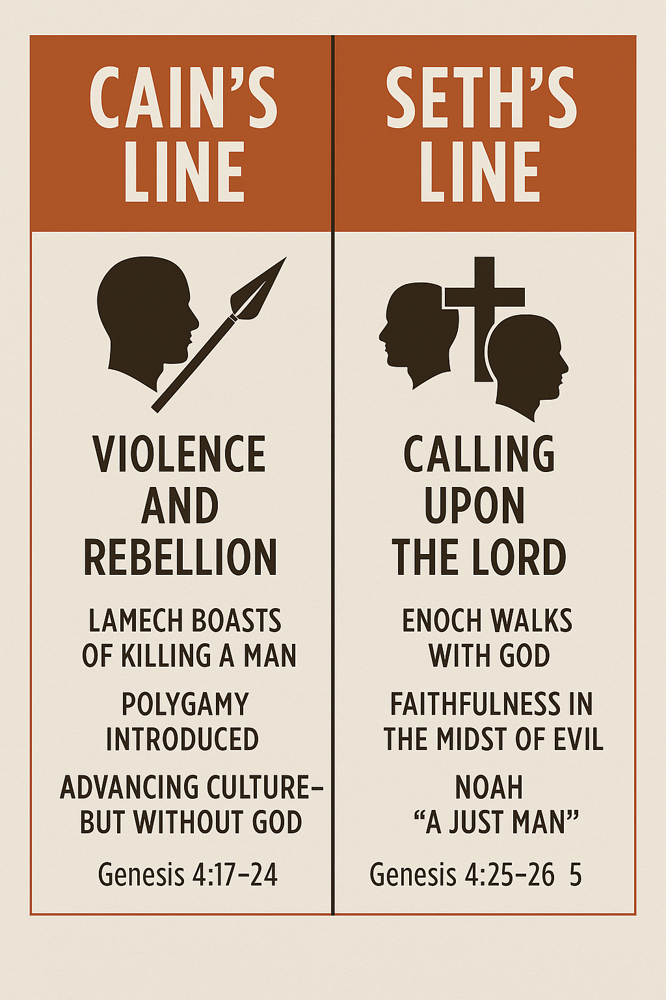 CAIN’S
LINE
VIOLENCE
AND
REBELLION
LAMECH BOASTS
OF KILLING A MAN
POLYGAMY
INTRODUCED
ADVANCING CULTURE–
BUT WITHOUT GOD
Genesis 4:17–24
SETH’S
LINE
CALLING
UPON
THE LORD
ENOCH WALKS
WITH GOD
FAITHFULNESS IN
THE MIDST OF EVIL
NOAH
“A JUST MAN”
Genesis 4:25–26 5